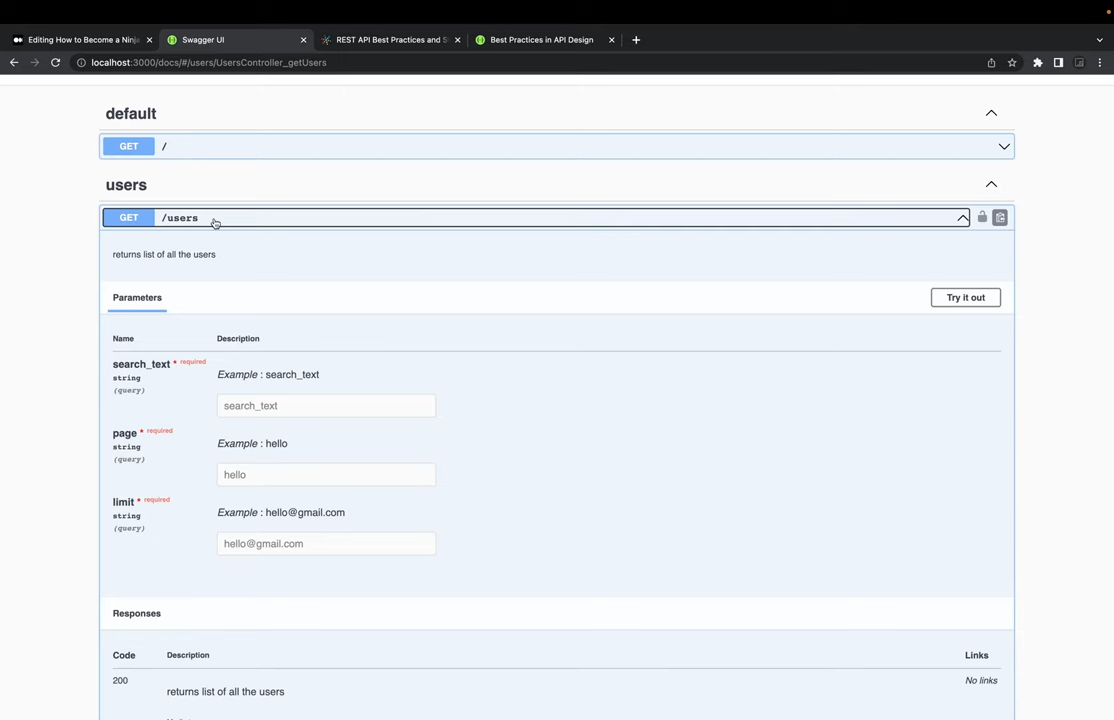 Editing How to Become a Ninja
Swagger UI
REST API Best Practices and S
Best Practices in API Design
localhost:3000/docs/#/users/UsersController_getUsers
default
GET /
users
GET /users
returns list of all the users
Parameters
Try it out
Name Description
search_text * required
string
(query)
Example : search_text
search_text
page * required
string
(query)
Example : hello
hello
limit * required
string
(query)
Example : hello@gmail.com
hello@gmail.com
Responses
Code Description Links
200 No links
returns list of all the users